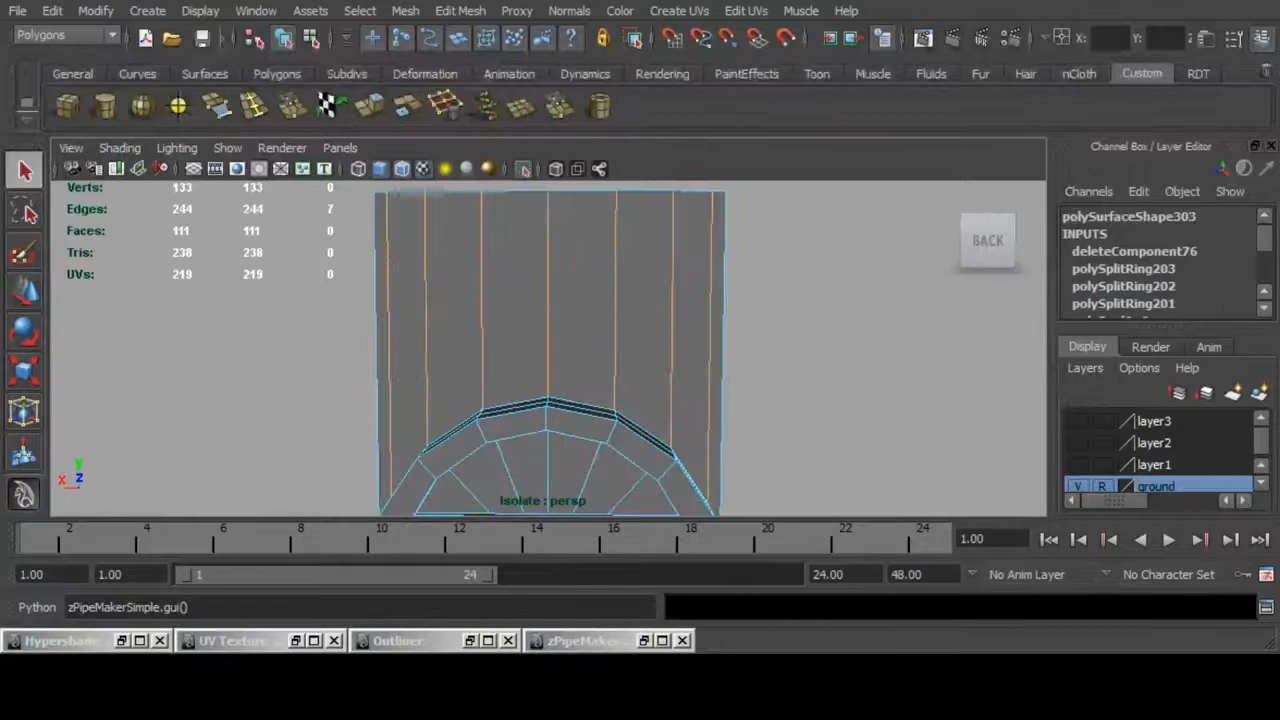 File Edit Modify Create Display Window Assets Select Mesh Edit Mesh Proxy Normals Color Create UVs Edit UVs Muscle Help
Polygons X: Y:
General Curves Surfaces Polygons Subdivs Deformation Animation Dynamics Rendering PaintEffects Toon Muscle Fluids Fur Hair nCloth Custom RDT
View Shading Lighting Show Renderer Panels
Channel Box / Layer Editor
Channels Edit Object Show
Verts: 133 133 0
Edges: 244 244 7
Faces: 111 111 0
Tris: 238 238 0
UVs: 219 219 0
BACK
polySurfaceShape303
INPUTS
deleteComponent76
polySplitRing203
polySplitRing202
polySplitRing201
Display Render Anim
Layers Options Help
layer3
layer2
layer1
V R ground
y
x z
Isolate : persp
2 4 6 8 10 12 14 16 18 20 22 24
1.00
1.00 1.00 1 24 24.00 48.00 No Anim Layer No Character Set
Python zPipeMakerSimple.gui()
Hypershade UV Texture Outliner zPipeMaker